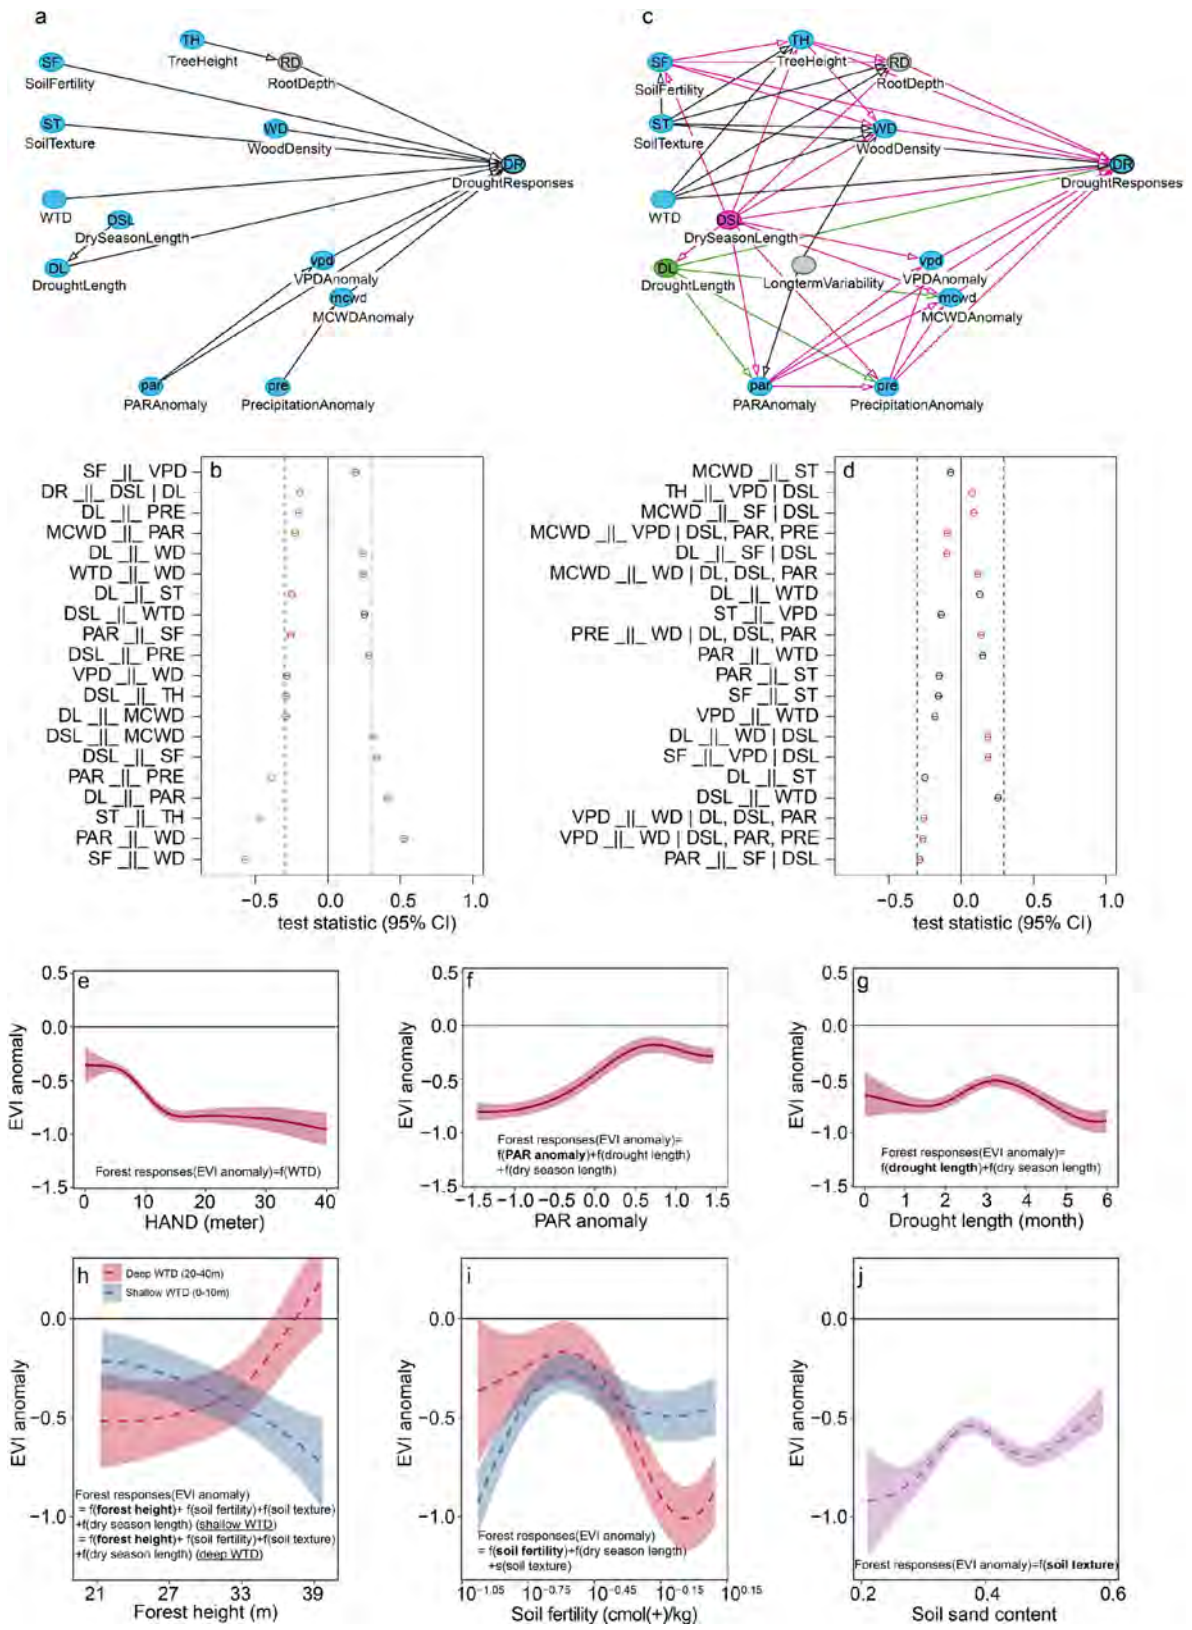 a
TH
TreeHeight
RD
RootDepth
SF
SoilFertility
ST
SoilTexture
WD
WoodDensity
DR
DroughtResponses
WTD
DSL
DrySeasonLength
DL
DroughtLength
vpd
VPDAnomaly
mcwd
MCWDAnomaly
par
PARAnomaly
pre
PrecipitationAnomaly
c
TH
TreeHeight
RD
RootDepth
SF
SoilFertility
ST
SoilTexture
WD
WoodDensity
DR
DroughtResponses
WTD
DSL
DrySeasonLength
DL
DroughtLength
LongtermVariability
vpd
VPDAnomaly
mcwd
MCWDAnomaly
par
PARAnomaly
pre
PrecipitationAnomaly
b
SF _||_ VPD
DR _||_ DSL | DL
DL _||_ PRE
MCWD _||_ PAR
DL _||_ WD
WTD _||_ WD
DL _||_ ST
DSL _||_ WTD
PAR _||_ SF
DSL _||_ PRE
VPD _||_ WD
DSL _||_ TH
DL _||_ MCWD
DSL _||_ MCWD
DSL _||_ SF
PAR _||_ PRE
DL _||_ PAR
ST _||_ TH
PAR _||_ WD
SF _||_ WD
−0.5 0.0 0.5 1.0
test statistic (95% CI)
d
MCWD _||_ ST
TH _||_ VPD | DSL
MCWD _||_ SF | DSL
MCWD _||_ VPD | DSL, PAR, PRE
DL _||_ SF | DSL
MCWD _||_ WD | DL, DSL, PAR
DL _||_ WTD
ST _||_ VPD
PRE _||_ WD | DL, DSL, PAR
PAR _||_ WTD
PAR _||_ ST
SF _||_ ST
VPD _||_ WTD
DL _||_ WD | DSL
SF _||_ VPD | DSL
DL _||_ ST
DSL _||_ WTD
VPD _||_ WD | DL, DSL, PAR
VPD _||_ WD | DSL, PAR, PRE
PAR _||_ SF | DSL
−0.5 0.0 0.5 1.0
test statistic (95% CI)
e
0.5
0.0
−0.5
−1.0
−1.5
EVI anomaly
Forest responses(EVI anomaly)=f(WTD)
0 10 20 30 40
HAND (meter)
f
0.5
0.0
−0.5
−1.0
−1.5
EVI anomaly
Forest responses(EVI anomaly)=
f(PAR anomaly)+f(drought length)
+f(dry season length)
−1.5 −1.0 −0.5 0.0 0.5 1.0 1.5
PAR anomaly
g
0.5
0.0
−0.5
−1.0
−1.5
EVI anomaly
Forest responses(EVI anomaly)=
f(drought length)+f(dry season length)
0 1 2 3 4 5 6
Drought length (month)
h
Deep WTD (20-40m)
Shallow WTD (0-10m)
0.0
−0.5
−1.0
EVI anomaly
Forest responses(EVI anomaly)
= f(forest height)+ f(soil fertility)+f(soil texture)
+f(dry season length) (shallow WTD)
= f(forest height)+ f(soil fertility)+f(soil texture)
+f(dry season length) (deep WTD)
21 27 33 39
Forest height (m)
i
0.0
−0.5
−1.0
EVI anomaly
Forest responses(EVI anomaly)
= f(soil fertility)+f(dry season length)
+s(soil texture)
10^−1.05 10^−0.75 10^−0.45 10^−0.15 10^0.15
Soil fertility (cmol(+)/kg)
j
0.0
−0.5
−1.0
EVI anomaly
Forest responses(EVI anomaly)=f(soil texture)
0.2 0.4 0.6
Soil sand content